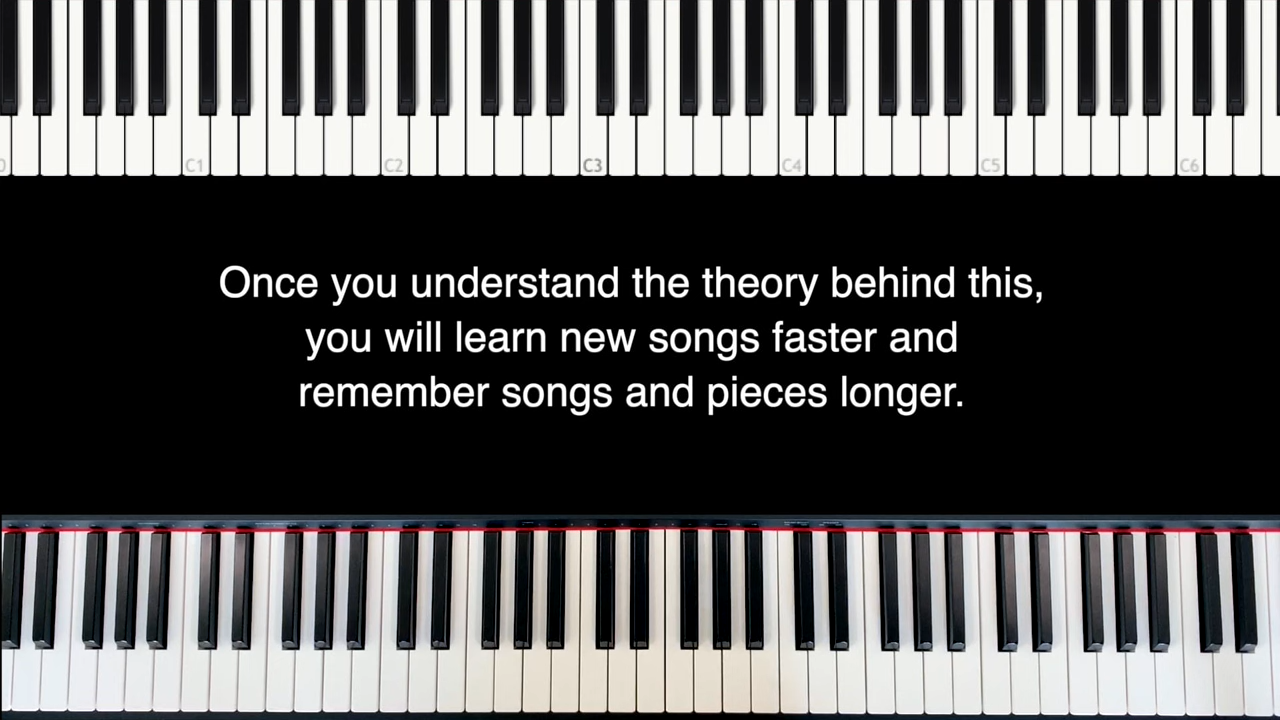 0 C1 C2 C3 C4 C5 C6
Once you understand the theory behind this,
you will learn new songs faster and
remember songs and pieces longer.